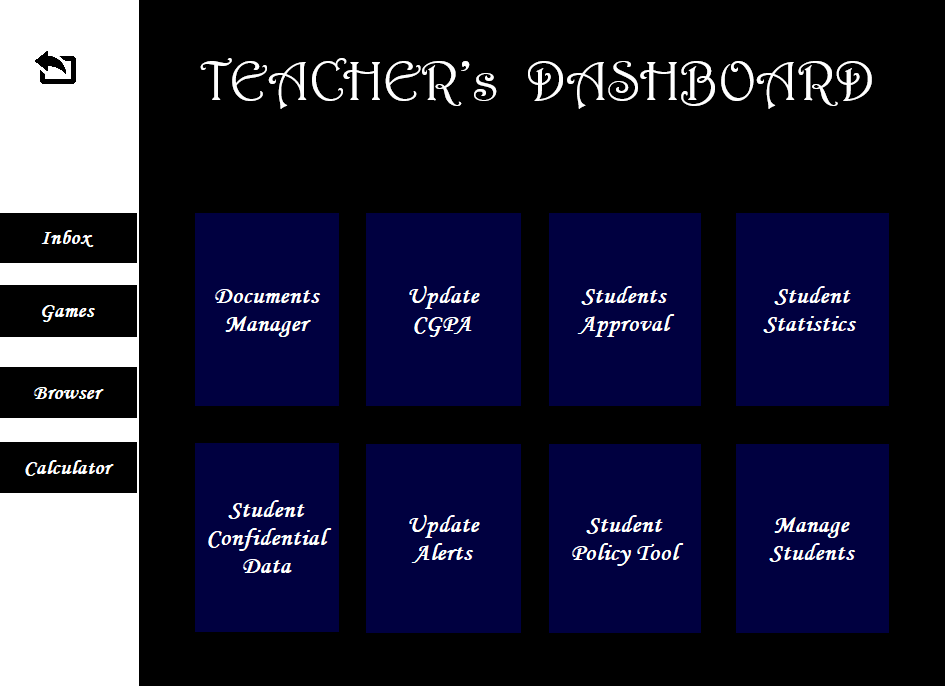 TEACHER's DASHBOARD
Inbox
Games
Browser
Calculator
Documents
Manager
Update
CGPA
Students
Approval
Student
Statistics
Student
Confidential
Data
Update
Alerts
Student
Policy Tool
Manage
Students